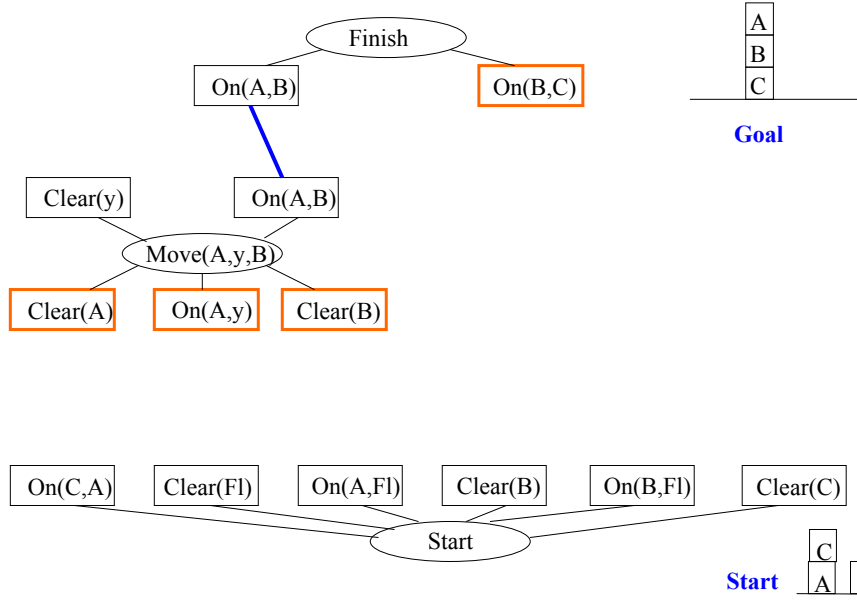 Finish
A
On(A,B)
On(B,C)
B
C
Goal
Clear(y)
On(A,B)
Move(A,y,B)
Clear(A)
On(A,y)
Clear(B)
On(C,A)
Clear(Fl)
On(A,Fl)
Clear(B)
On(B,Fl)
Clear(C)
Start
C
Start
A